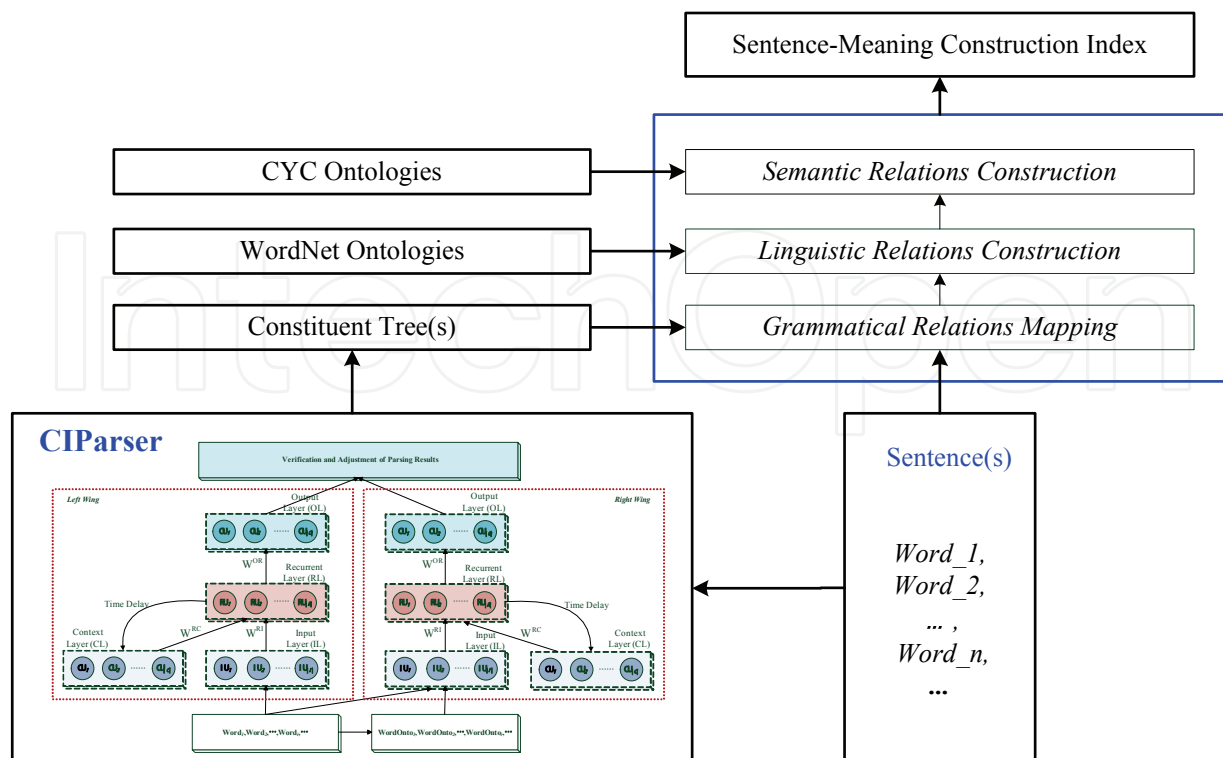 Sentence-Meaning Construction Index
CYC Ontologies
Semantic Relations Construction
WordNet Ontologies
Linguistic Relations Construction
Constituent Tree(s)
Grammatical Relations Mapping
IntechOpen
CIParser
Verification and Adjustment of Parsing Results
Left Wing
Right Wing
Output
Layer (OL)
Output
Layer (OL)
W^OR
W^OR
Recurrent
Layer (RL)
Recurrent
Layer (RL)
Time Delay
Time Delay
W^RC
W^RI
W^RI
W^RC
Context
Layer (CL)
Input
Layer (IL)
Input
Layer (IL)
Context
Layer (CL)
Sentence(s)
Word_1,
Word_2,
... ,
Word_n,
...